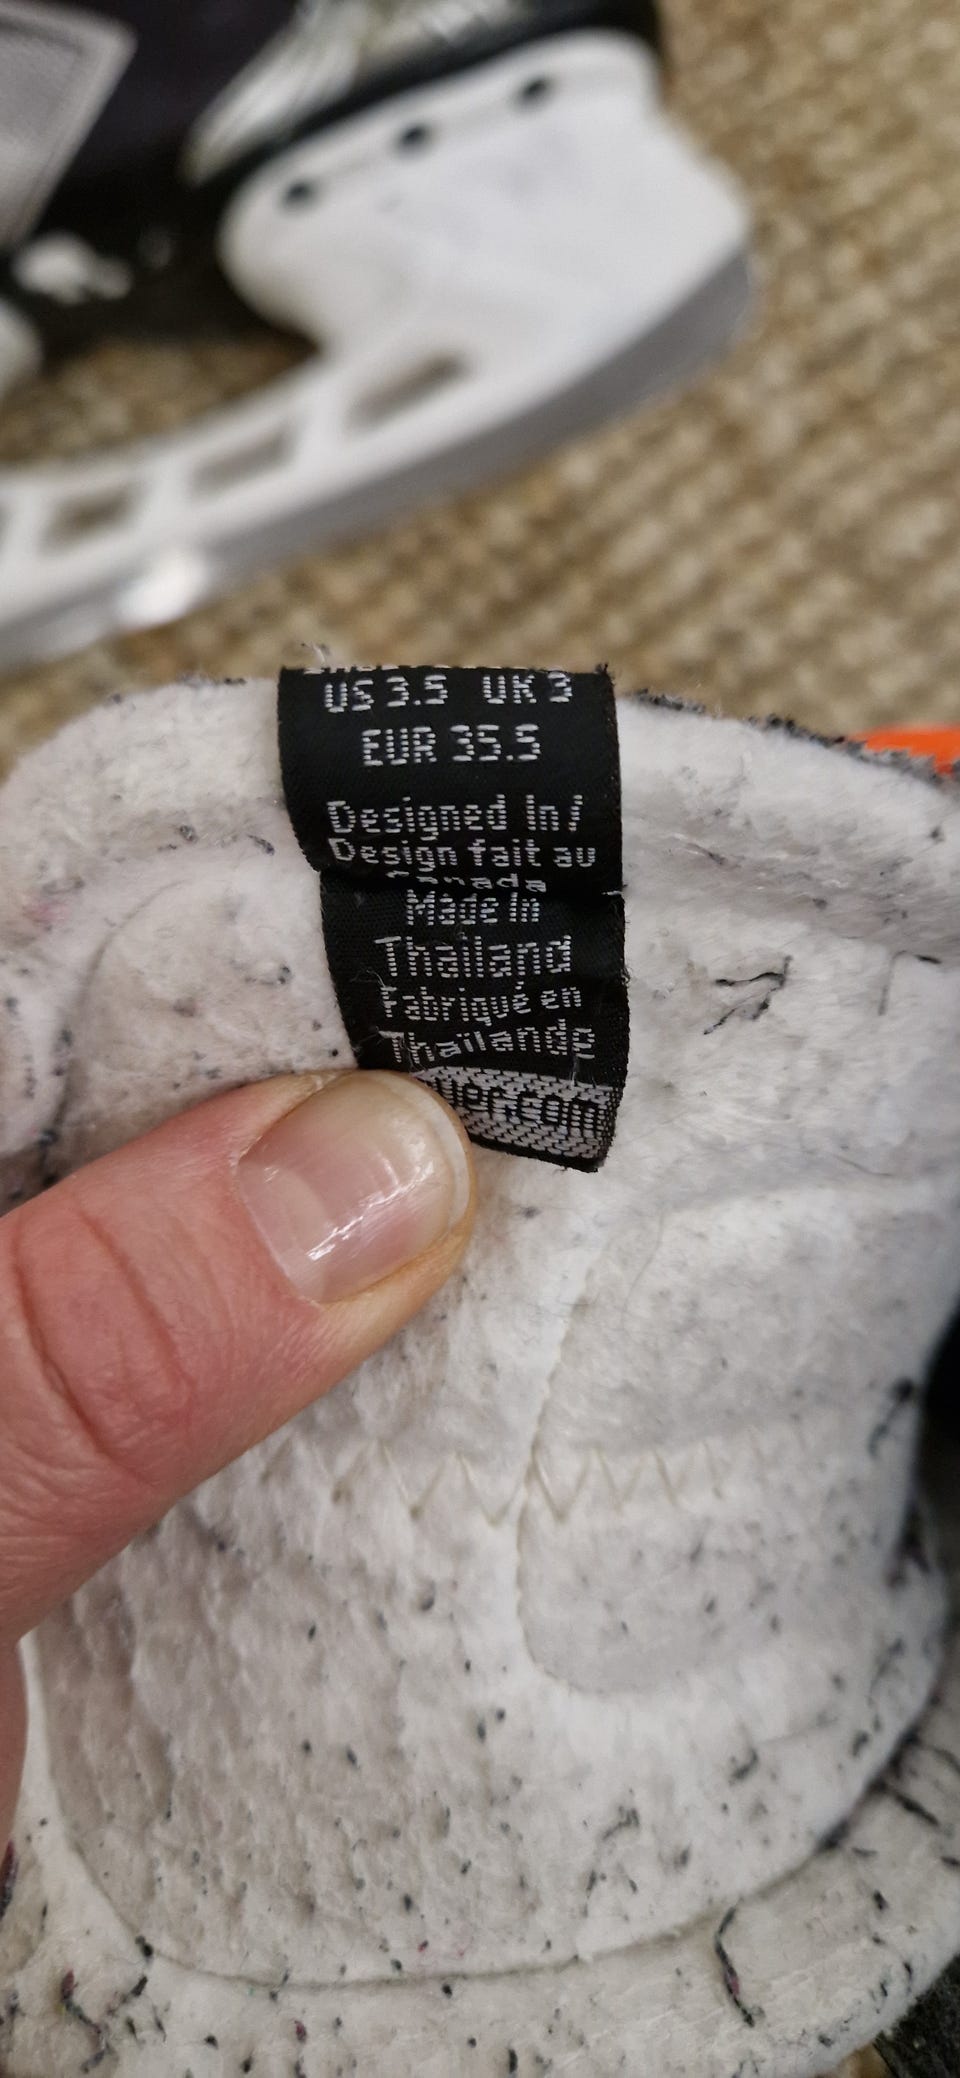 US 3.5 UK 3
EUR 35.5
Designed in/
Design fait au
Canada
Made in
Thailand
Fabriqué en
Thaïlande